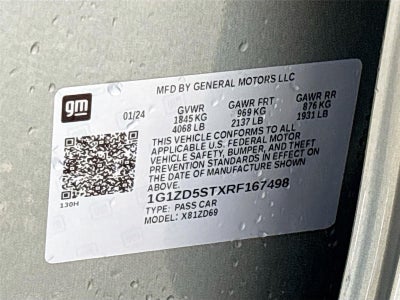 MFD BY GENERAL MOTORS LLC
gm
01/24
GVWR GAWR FRT GAWR RR
1845 KG 969 KG 876 KG
4068 LB 2137 LB 1931 LB
THIS VEHICLE CONFORMS TO ALL
APPLICABLE U.S. FEDERAL MOTOR
VEHICLE SAFETY, BUMPER, AND THEFT
PREVENTION STANDARDS IN EFFECT ON
THE DATE OF MANUFACTURE SHOWN
ABOVE.
1G1ZD5STXRF167498
130H
TYPE: PASS CAR
MODEL: X81ZD69